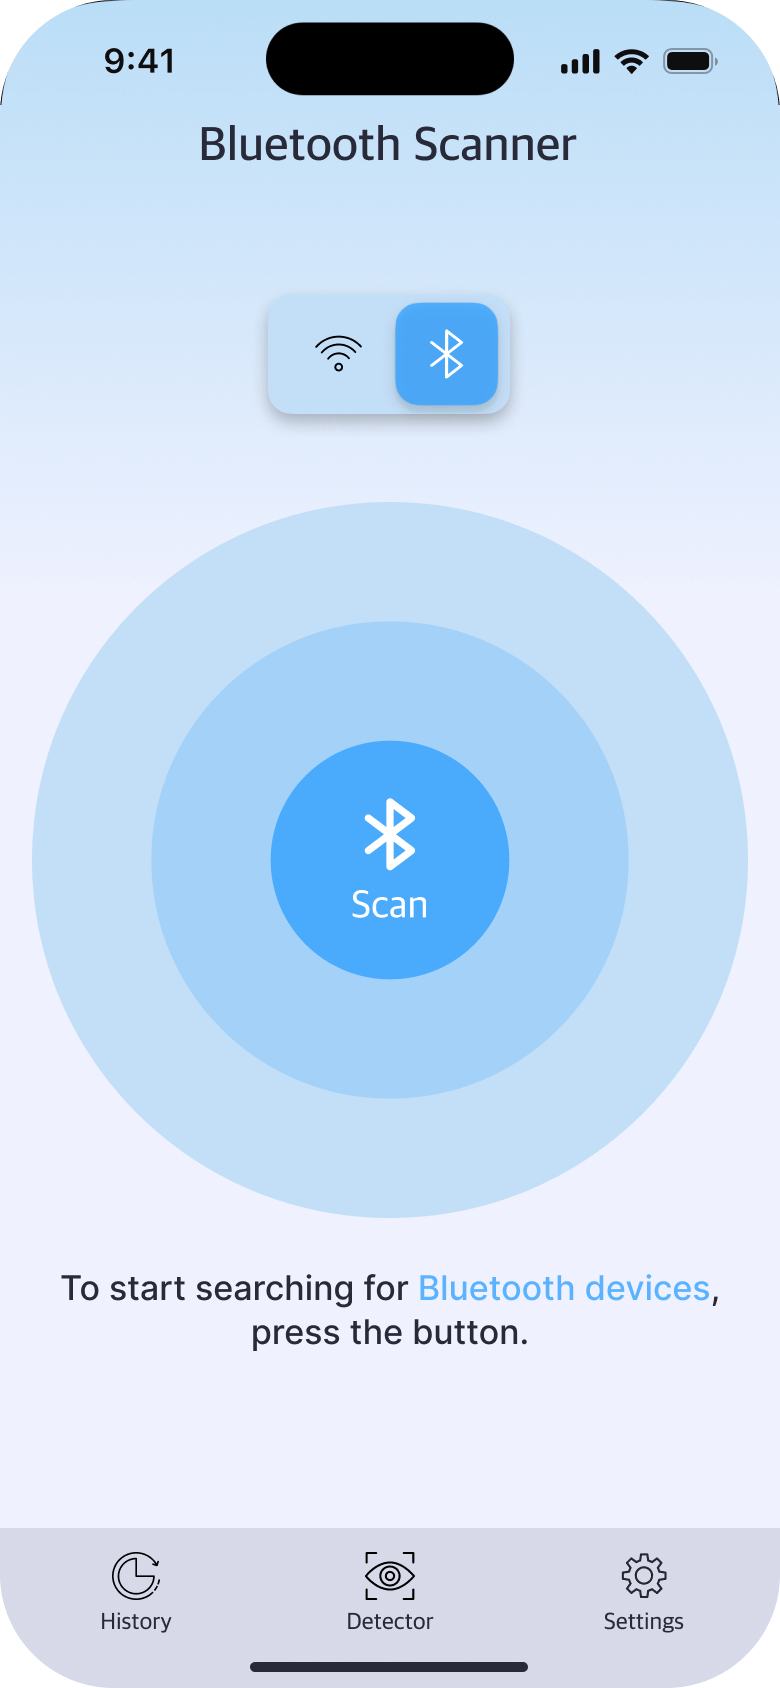 9:41
Bluetooth Scanner
Scan
To start searching for Bluetooth devices,
press the button.
History
Detector
Settings